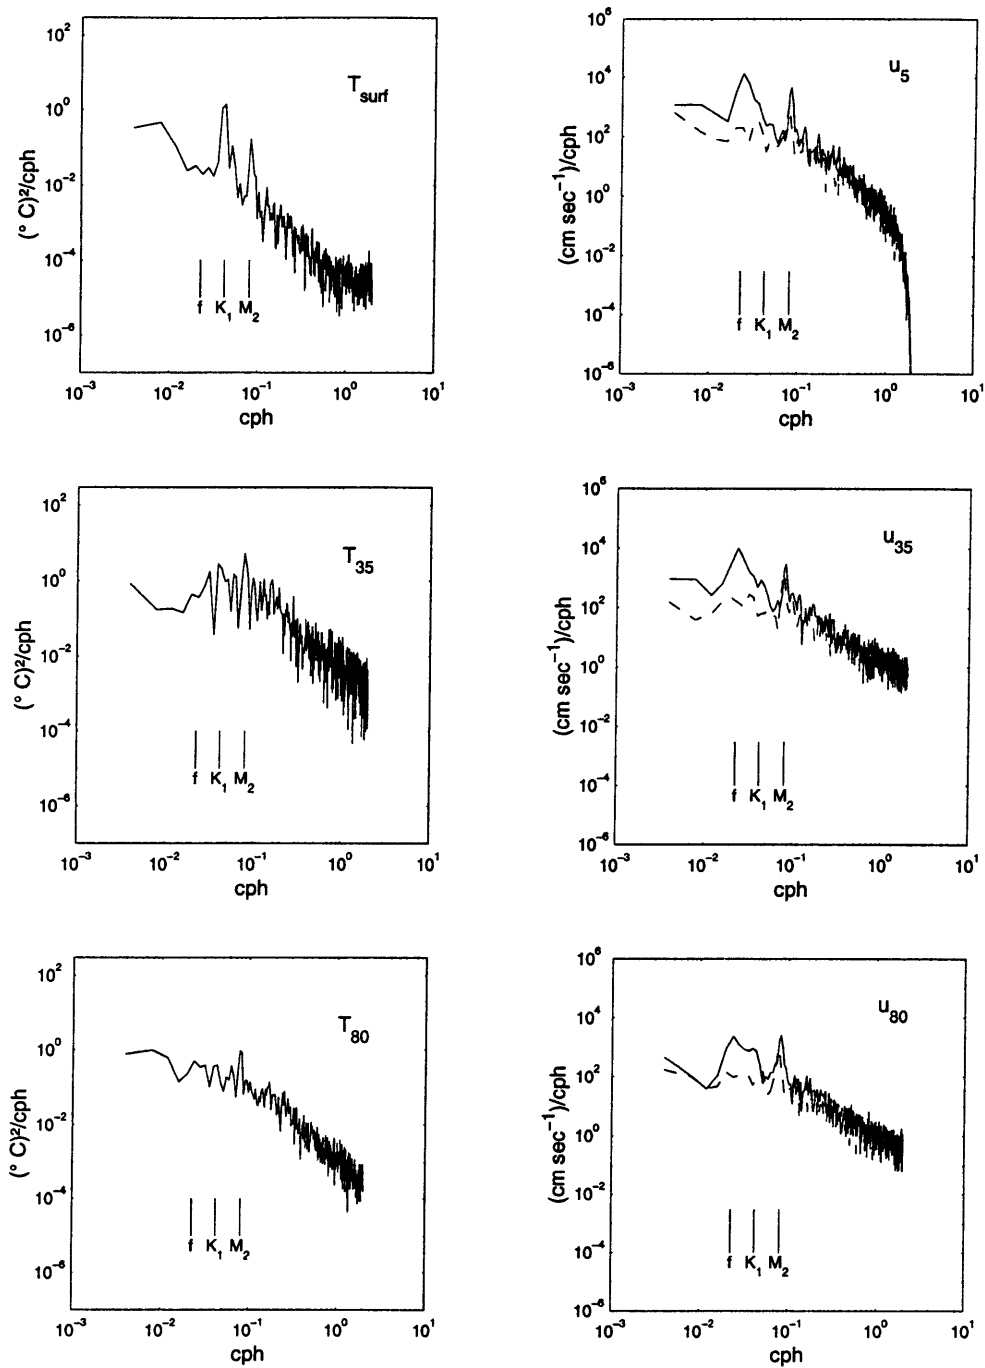 10² 10⁰ 10⁻² 10⁻⁴ 10⁻⁶
(° C)²/cph
T_surf
f K₁ M₂
10⁻³ 10⁻² 10⁻¹ 10⁰ 10¹
cph
10⁶ 10⁴ 10² 10⁰ 10⁻² 10⁻⁴ 10⁻⁶
(cm sec⁻¹)/cph
u₅
f K₁ M₂
10⁻³ 10⁻² 10⁻¹ 10⁰ 10¹
cph
10² 10⁰ 10⁻² 10⁻⁴ 10⁻⁶
(° C)²/cph
T₃₅
f K₁ M₂
10⁻³ 10⁻² 10⁻¹ 10⁰ 10¹
cph
10⁶ 10⁴ 10² 10⁰ 10⁻² 10⁻⁴ 10⁻⁶
(cm sec⁻¹)/cph
u₃₅
f K₁ M₂
10⁻³ 10⁻² 10⁻¹ 10⁰ 10¹
cph
10² 10⁰ 10⁻² 10⁻⁴ 10⁻⁶
(° C)²/cph
T₈₀
f K₁ M₂
10⁻³ 10⁻² 10⁻¹ 10⁰ 10¹
cph
10⁶ 10⁴ 10² 10⁰ 10⁻² 10⁻⁴ 10⁻⁶
(cm sec⁻¹)/cph
u₈₀
f K₁ M₂
10⁻³ 10⁻² 10⁻¹ 10⁰ 10¹
cph